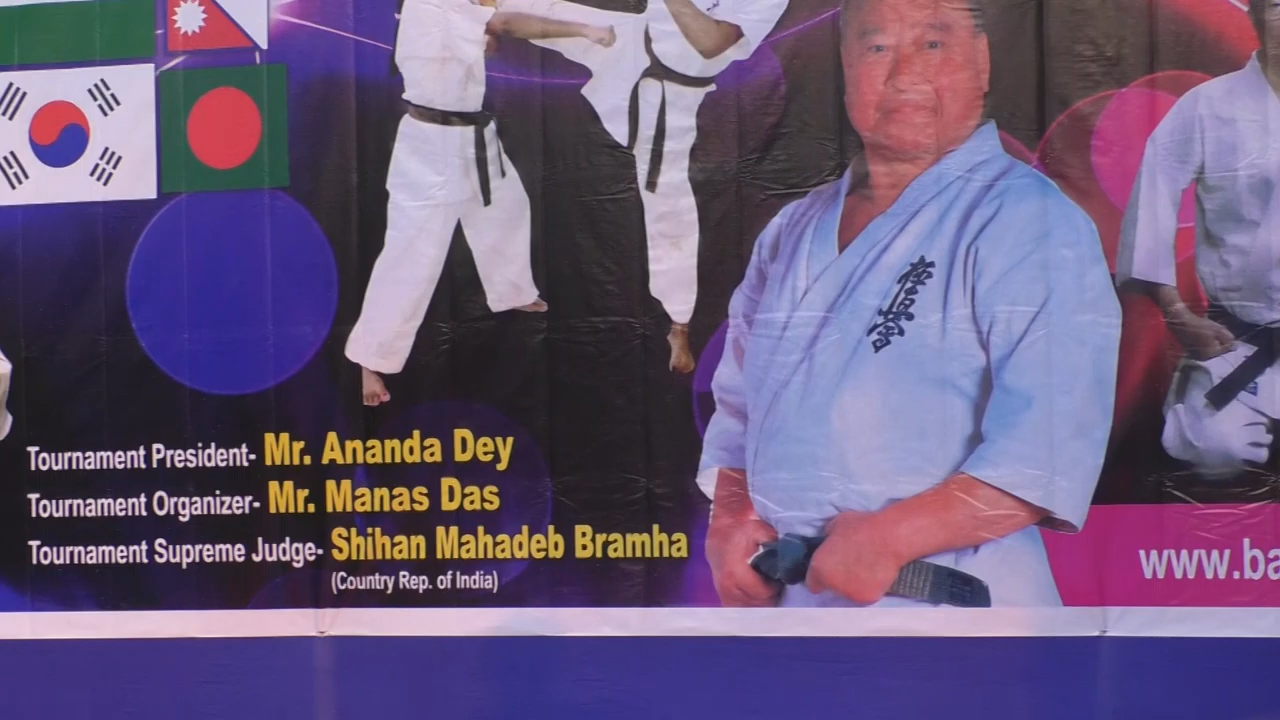 極真會
Tournament President- Mr. Ananda Dey
Tournament Organizer- Mr. Manas Das
Tournament Supreme Judge- Shihan Mahadeb Bramha
(Country Rep. of India)
www.ba